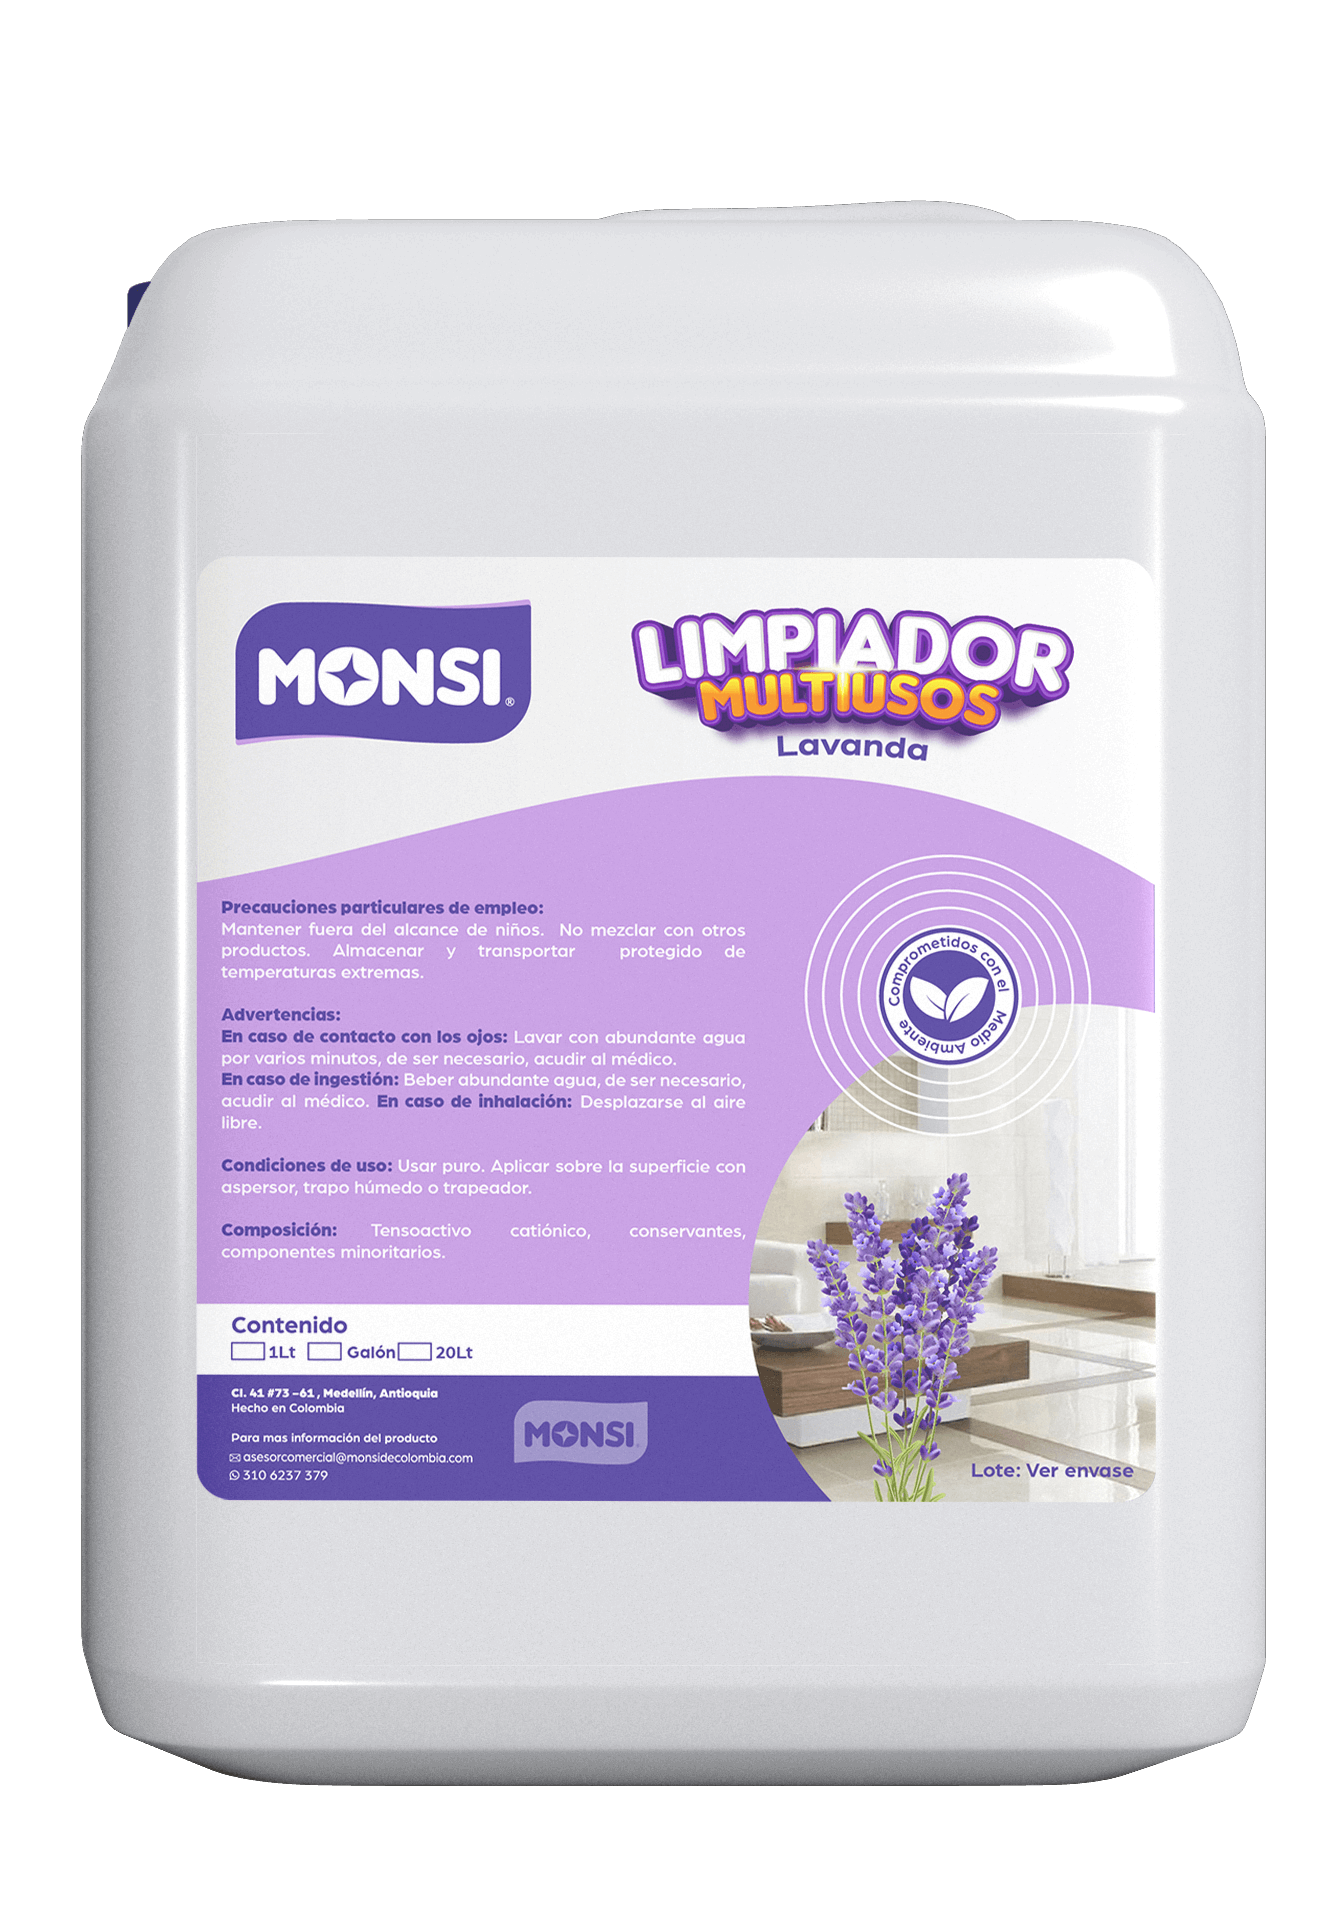 MONSI®
LIMPIADOR
MULTIUSOS
Lavanda
Precauciones particulares de empleo:
Mantener fuera del alcance de niños. No mezclar con otros
productos. Almacenar y transportar protegido de
temperaturas extremas.
Advertencias:
En caso de contacto con los ojos: Lavar con abundante agua
por varios minutos, de ser necesario, acudir al médico.
En caso de ingestión: Beber abundante agua, de ser necesario,
acudir al médico. En caso de inhalación: Desplazarse al aire
libre.
Condiciones de uso: Usar puro. Aplicar sobre la superficie con
aspersor, trapo húmedo o trapeador.
Composición: Tensoactivo catiónico, conservantes,
componentes minoritarios.
Comprometidos con el Medio Ambiente
Contenido
1Lt Galón 20Lt
Cl. 41 #73 -61 , Medellín, Antioquia
Hecho en Colombia
Para mas información del producto
asesorcomercial@monsidecolombia.com
310 6237 379
MONSI
Lote: Ver envase